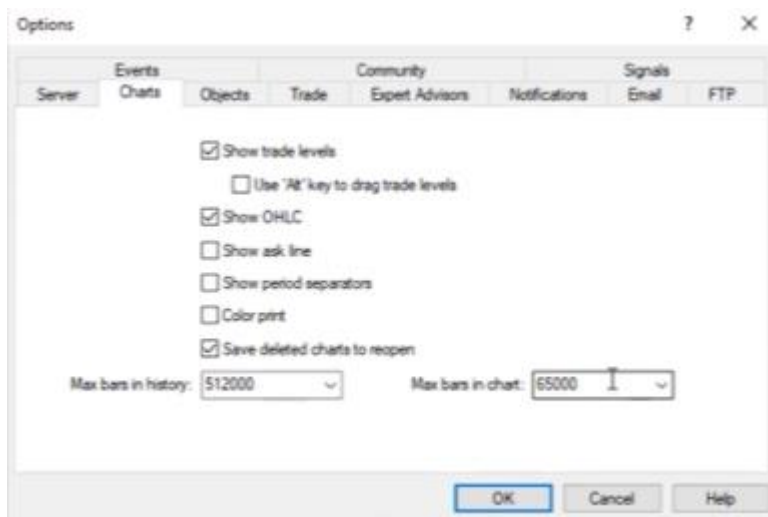 Options ? ×
Events Community Signals
Server Charts Objects Trade Expert Advisors Notifications Email FTP
Show trade levels
Use "Alt" key to drag trade levels
Show OHLC
Show ask line
Show period separators
Color print
Save deleted charts to reopen
Max bars in history: 512000 Max bars in chart: 65000
OK Cancel Help